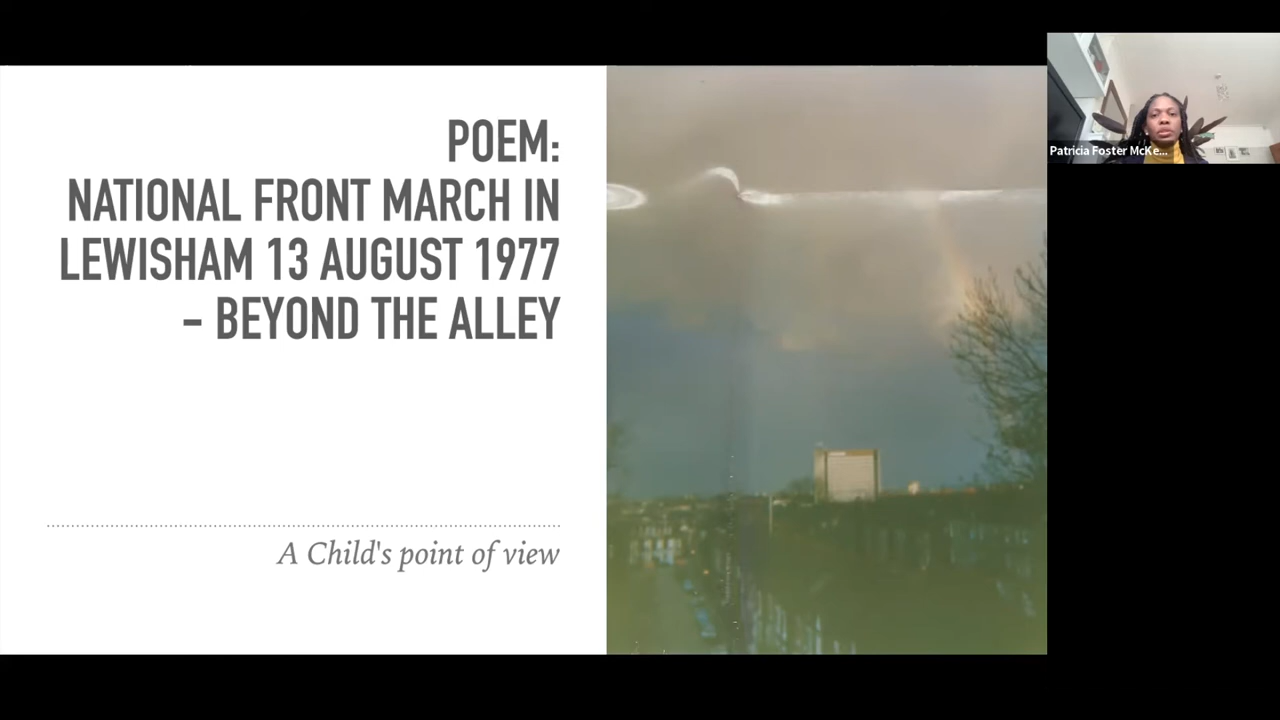 POEM:
NATIONAL FRONT MARCH IN
LEWISHAM 13 AUGUST 1977
- BEYOND THE ALLEY
A Child's point of view
Patricia Foster McKe...